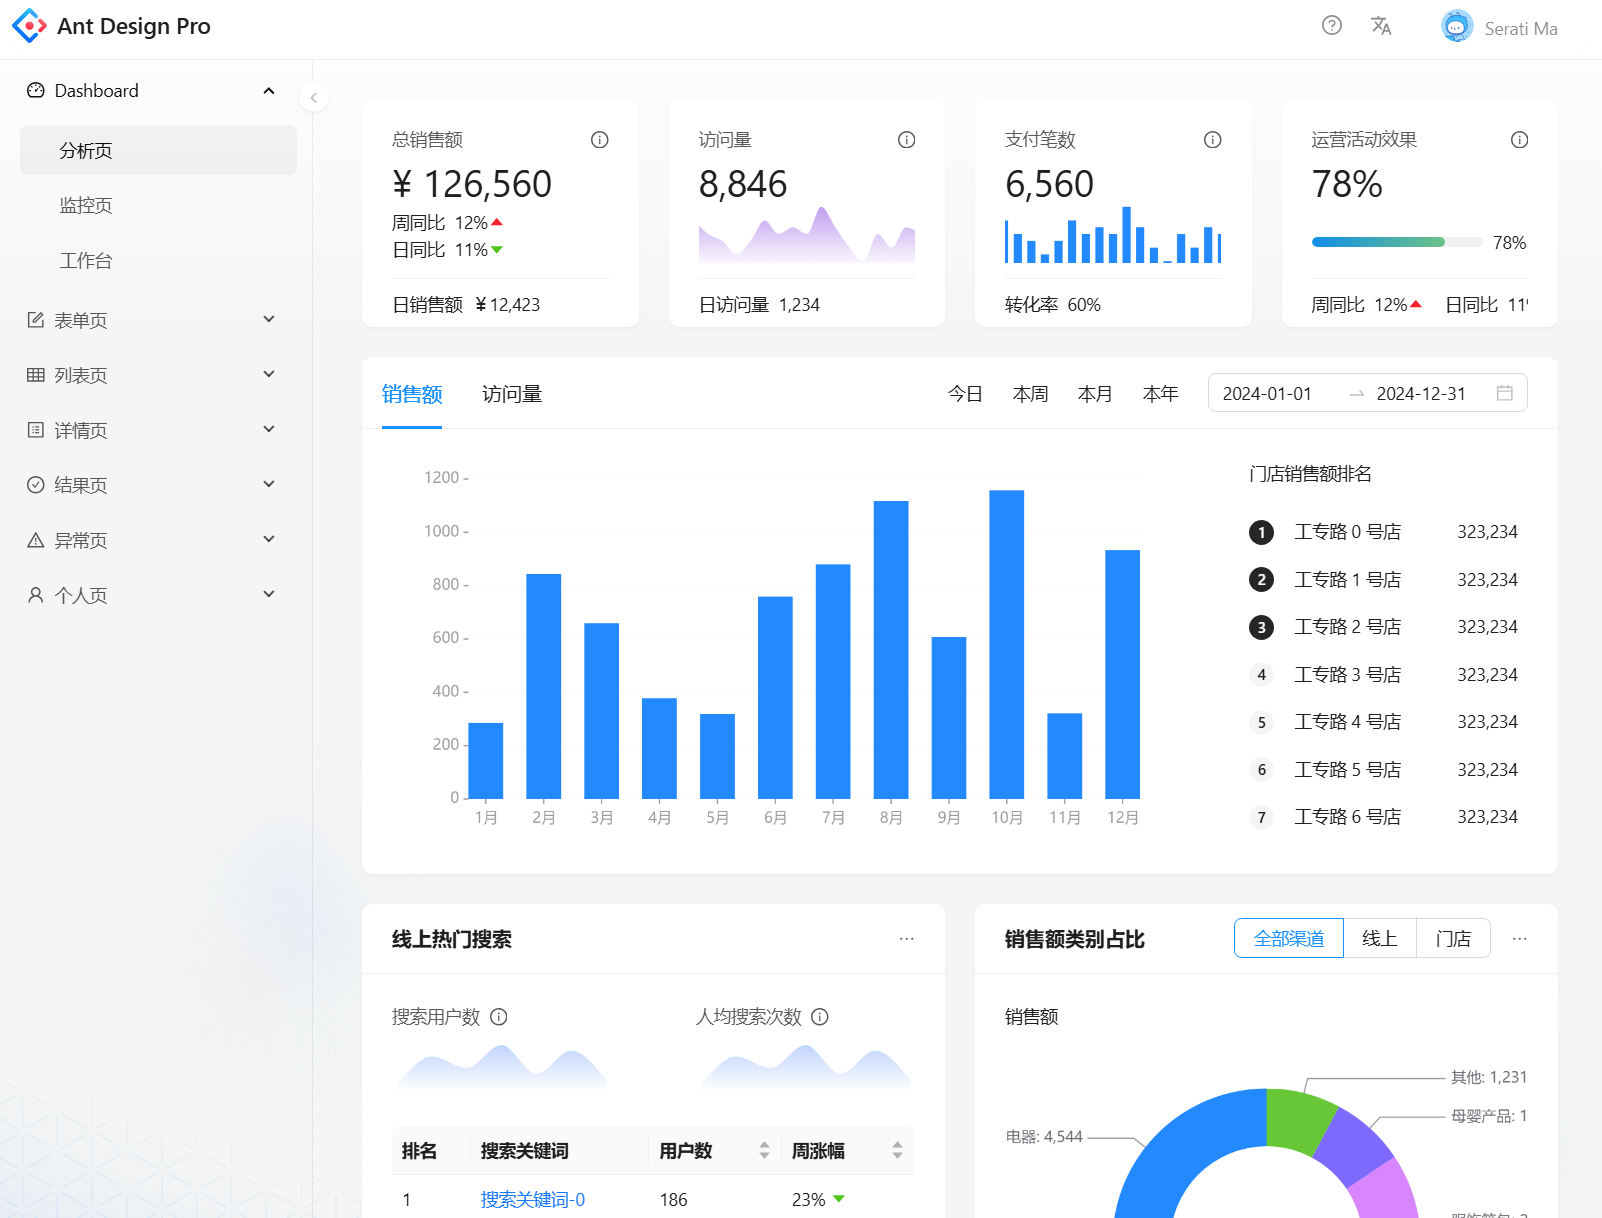 Ant Design Pro
Serati Ma
Dashboard
分析页
监控页
工作台
表单页
列表页
详情页
结果页
异常页
个人页
总销售额
¥ 126,560
周同比 12%
日同比 11%
日销售额 ¥ 12,423
访问量
8,846
日访问量 1,234
支付笔数
6,560
转化率 60%
运营活动效果
78%
78%
周同比 12% 日同比 11
销售额 访问量
今日 本周 本月 本年 2024-01-01 2024-12-31
1200
1000
800
600
400
200
0
1月 2月 3月 4月 5月 6月 7月 8月 9月 10月 11月 12月
门店销售额排名
1 工专路 0 号店 323,234
2 工专路 1 号店 323,234
3 工专路 2 号店 323,234
4 工专路 3 号店 323,234
5 工专路 4 号店 323,234
6 工专路 5 号店 323,234
7 工专路 6 号店 323,234
线上热门搜索
搜索用户数
人均搜索次数
排名 搜索关键词 用户数 周涨幅
1 搜索关键词-0 186 23%
销售额类别占比
全部渠道 线上 门店
销售额
其他: 1,231
母婴产品: 1
电器: 4,544